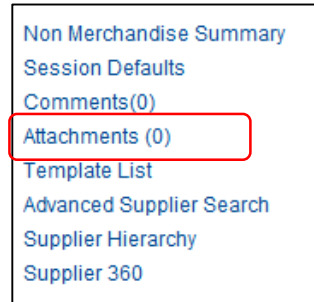 Non Merchandise Summary
Session Defaults
Comments(0)
Attachments (0)
Template List
Advanced Supplier Search
Supplier Hierarchy
Supplier 360